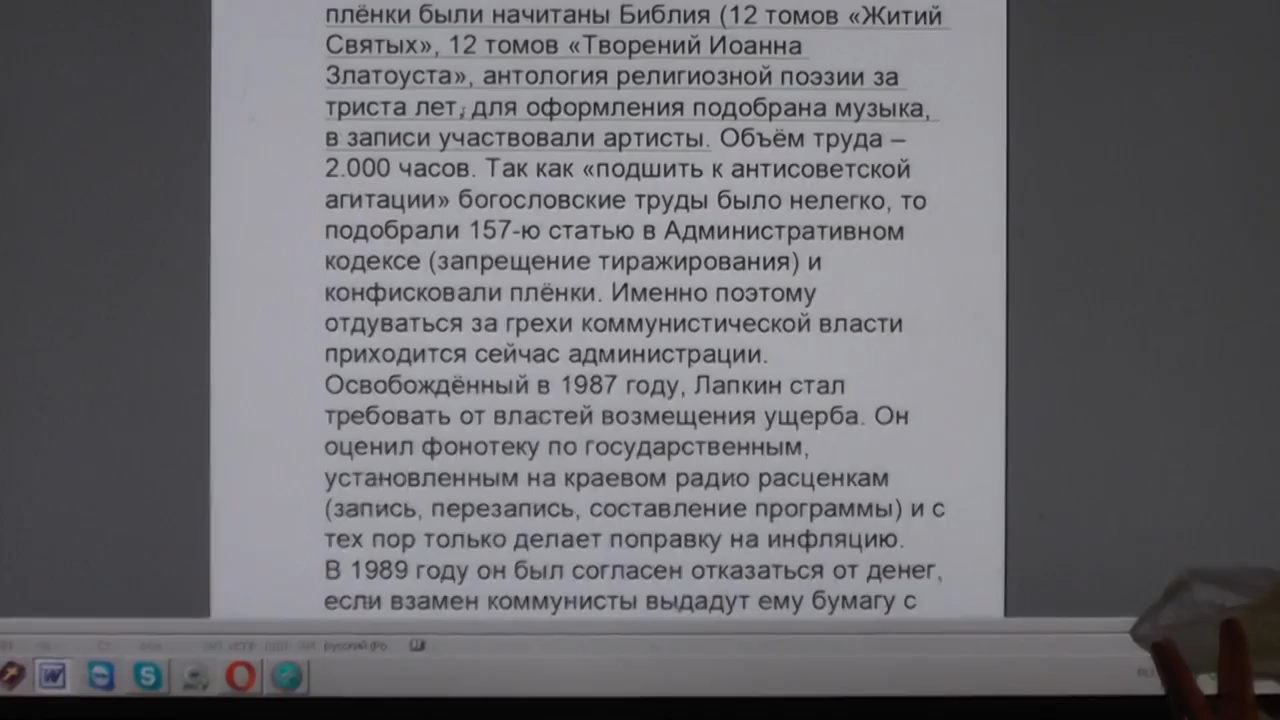 плёнки были начитаны Библия (12 томов «Житий
Святых», 12 томов «Творений Иоанна
Златоуста», антология религиозной поэзии за
триста лет, для оформления подобрана музыка,
в записи участвовали артисты. Объём труда –
2.000 часов. Так как «подшить к антисоветской
агитации» богословские труды было нелегко, то
подобрали 157-ю статью в Административном
кодексе (запрещение тиражирования) и
конфисковали плёнки. Именно поэтому
отдуваться за грехи коммунистической власти
приходится сейчас администрации.
Освобождённый в 1987 году, Лапкин стал
требовать от властей возмещения ущерба. Он
оценил фонотеку по государственным,
установленным на краевом радио расценкам
(запись, перезапись, составление программы) и с
тех пор только делает поправку на инфляцию.
В 1989 году он был согласен отказаться от денег,
если взамен коммунисты выдадут ему бумагу с
русский (Ро
W
S